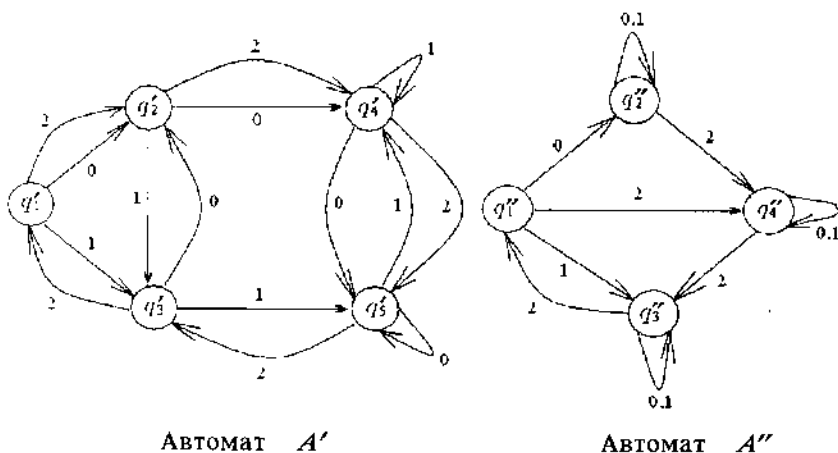 0.1
2 2 1
q′₂ q′₄ q″₂
0
2 0 2
0 1 0 0 1 2 q″₁ 2 q″₄
q′₁ 0.1
1 1 2
2 q′₃ 1 q′₅ 2 q″₃
2 0
0.1
Автомат A′ Автомат A″